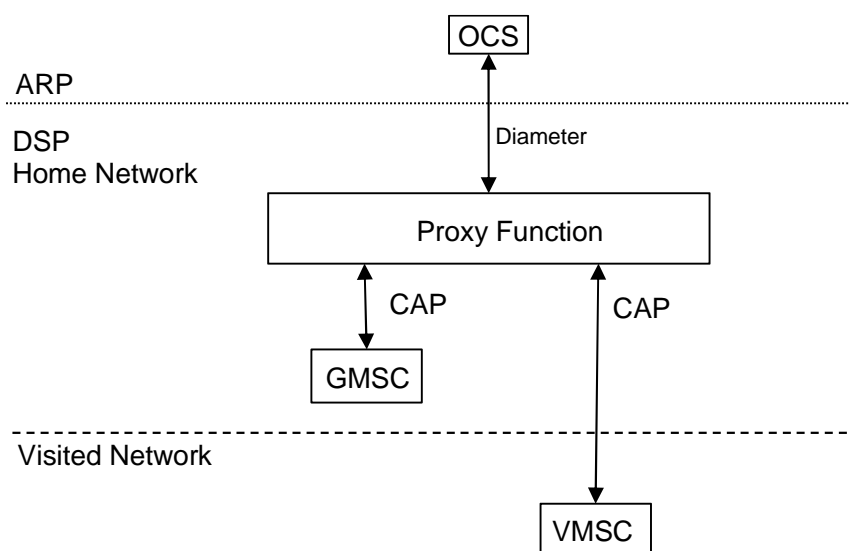 OCS
ARP
DSP
Diameter
Home Network
Proxy Function
CAP
CAP
GMSC
Visited Network
VMSC